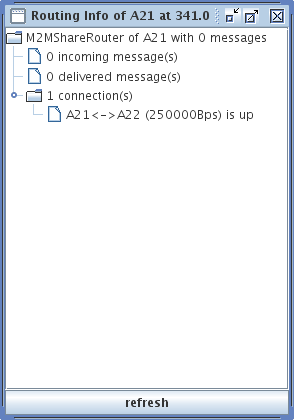 Routing Info of A21 at 341.0
M2MShareRouter of A21 with 0 messages
0 incoming message(s)
0 delivered message(s)
1 connection(s)
A21<->A22 (250000Bps) is up
refresh